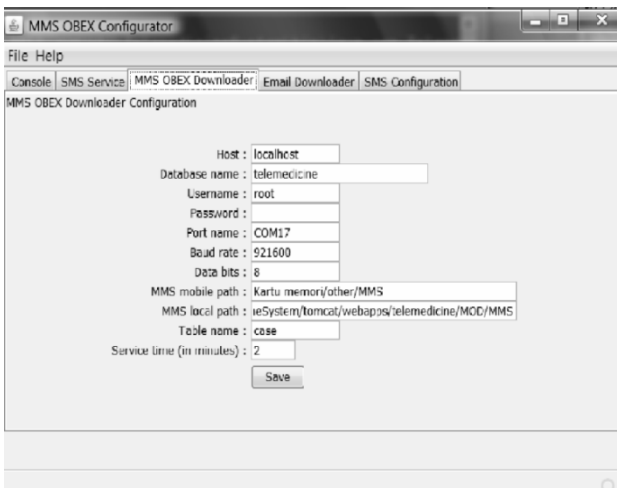 MMS OBEX Configurator
File Help
Console SMS Service MMS OBEX Downloader Email Downloader SMS Configuration
MMS OBEX Downloader Configuration
Host : localhost
Database name : telemedicine
Username : root
Password :
Port name : COM17
Baud rate : 921600
Data bits : 8
MMS mobile path : Kartu memori/other/MMS
MMS local path : ieSystem/tomcat/webapps/telemedicine/MOD/MMS
Table name : case
Service time (in minutes) : 2
Save